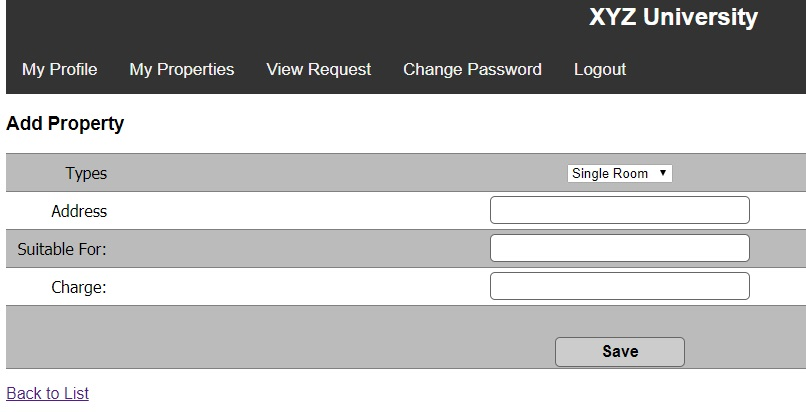 XYZ University
My Profile My Properties View Request Change Password Logout
Add Property
Types Single Room
Address
Suitable For:
Charge:
Save
Back to List